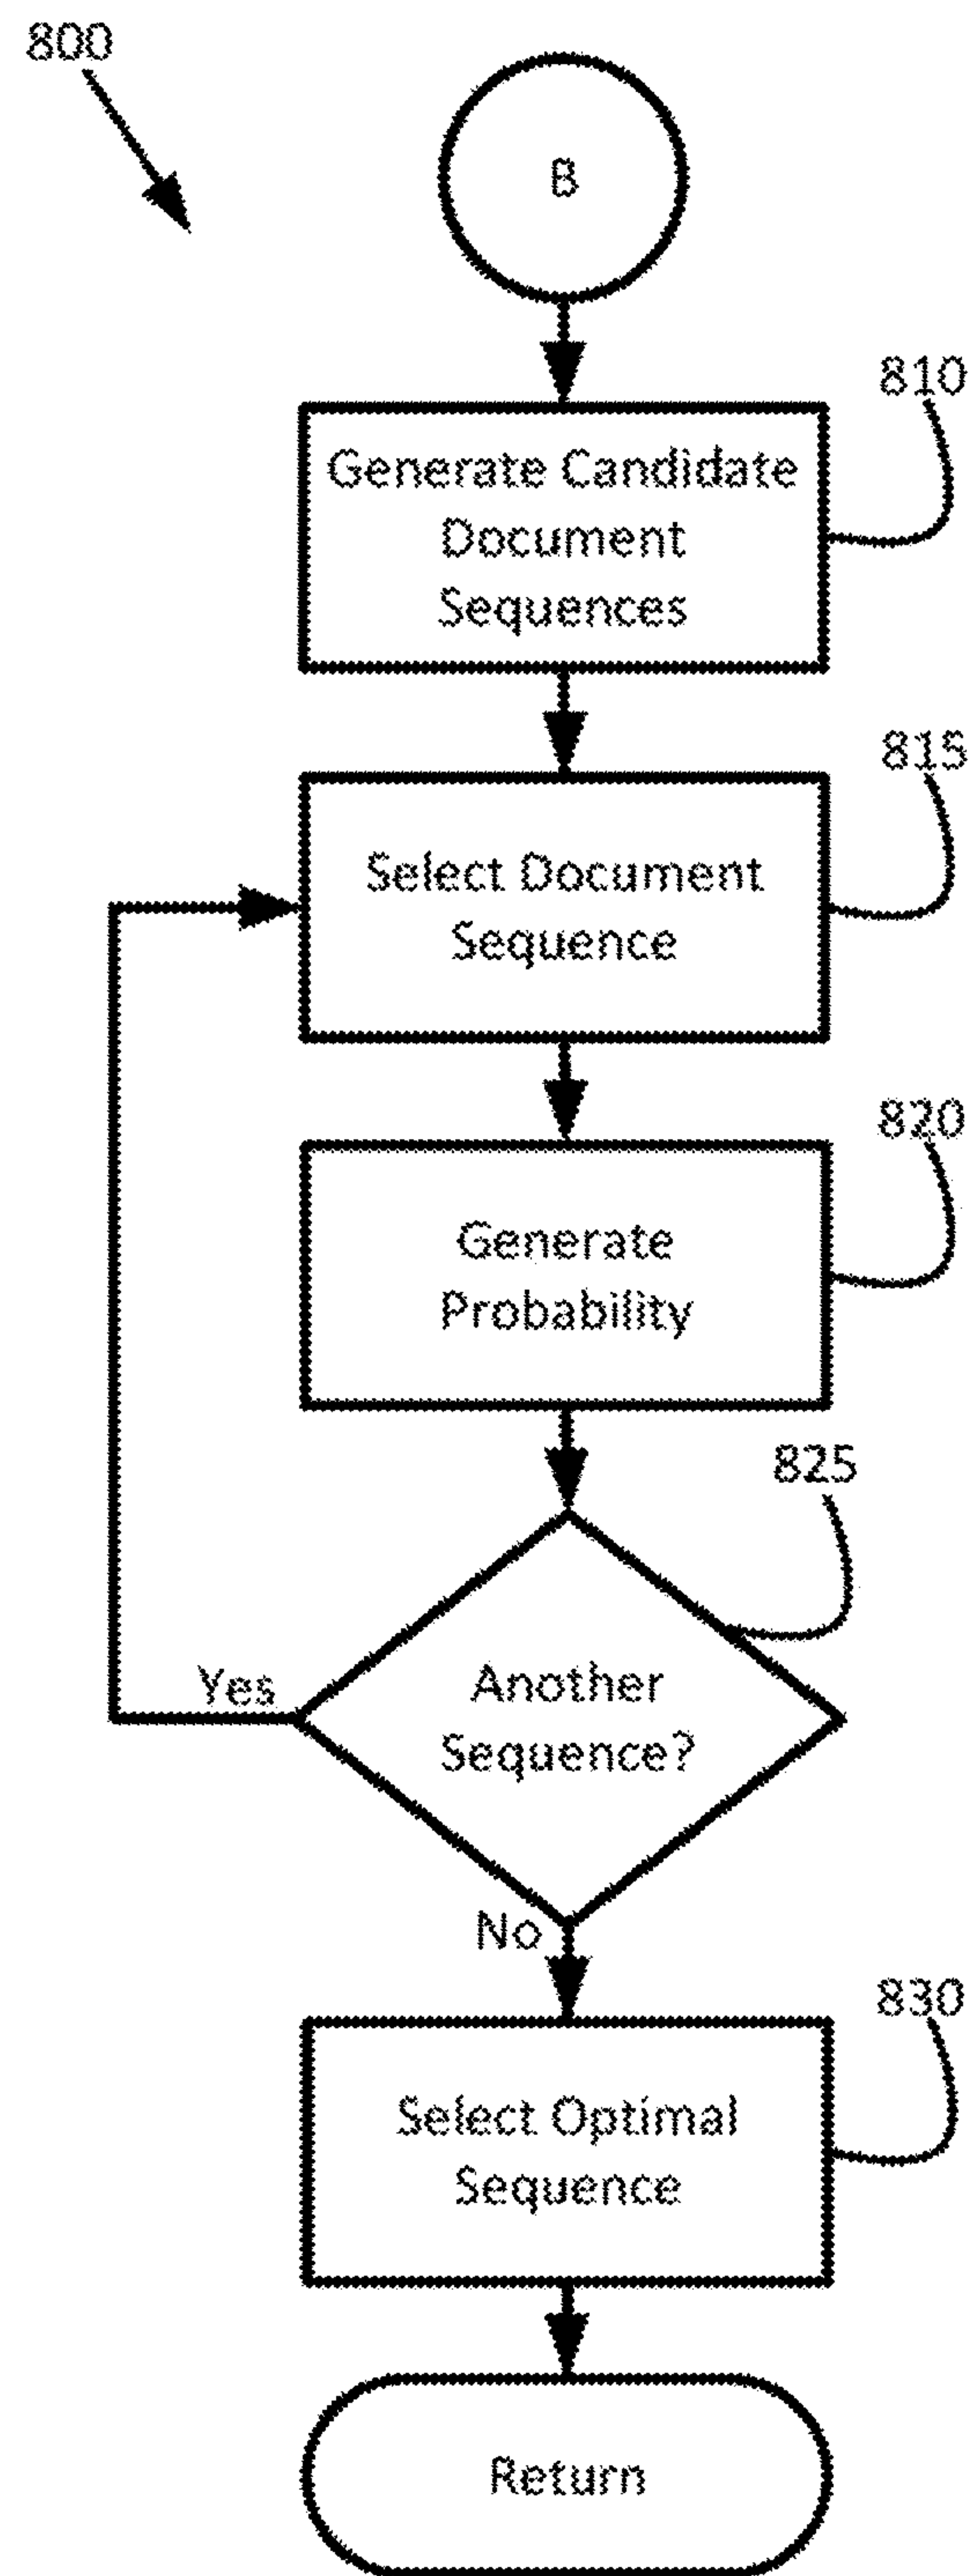 800
B
810
Generate Candidate
Document
Sequences
815
Select Document
Sequence
820
Generate
Probability
825
Another
Sequence?
Yes
No
830
Select Optimal
Sequence
Return